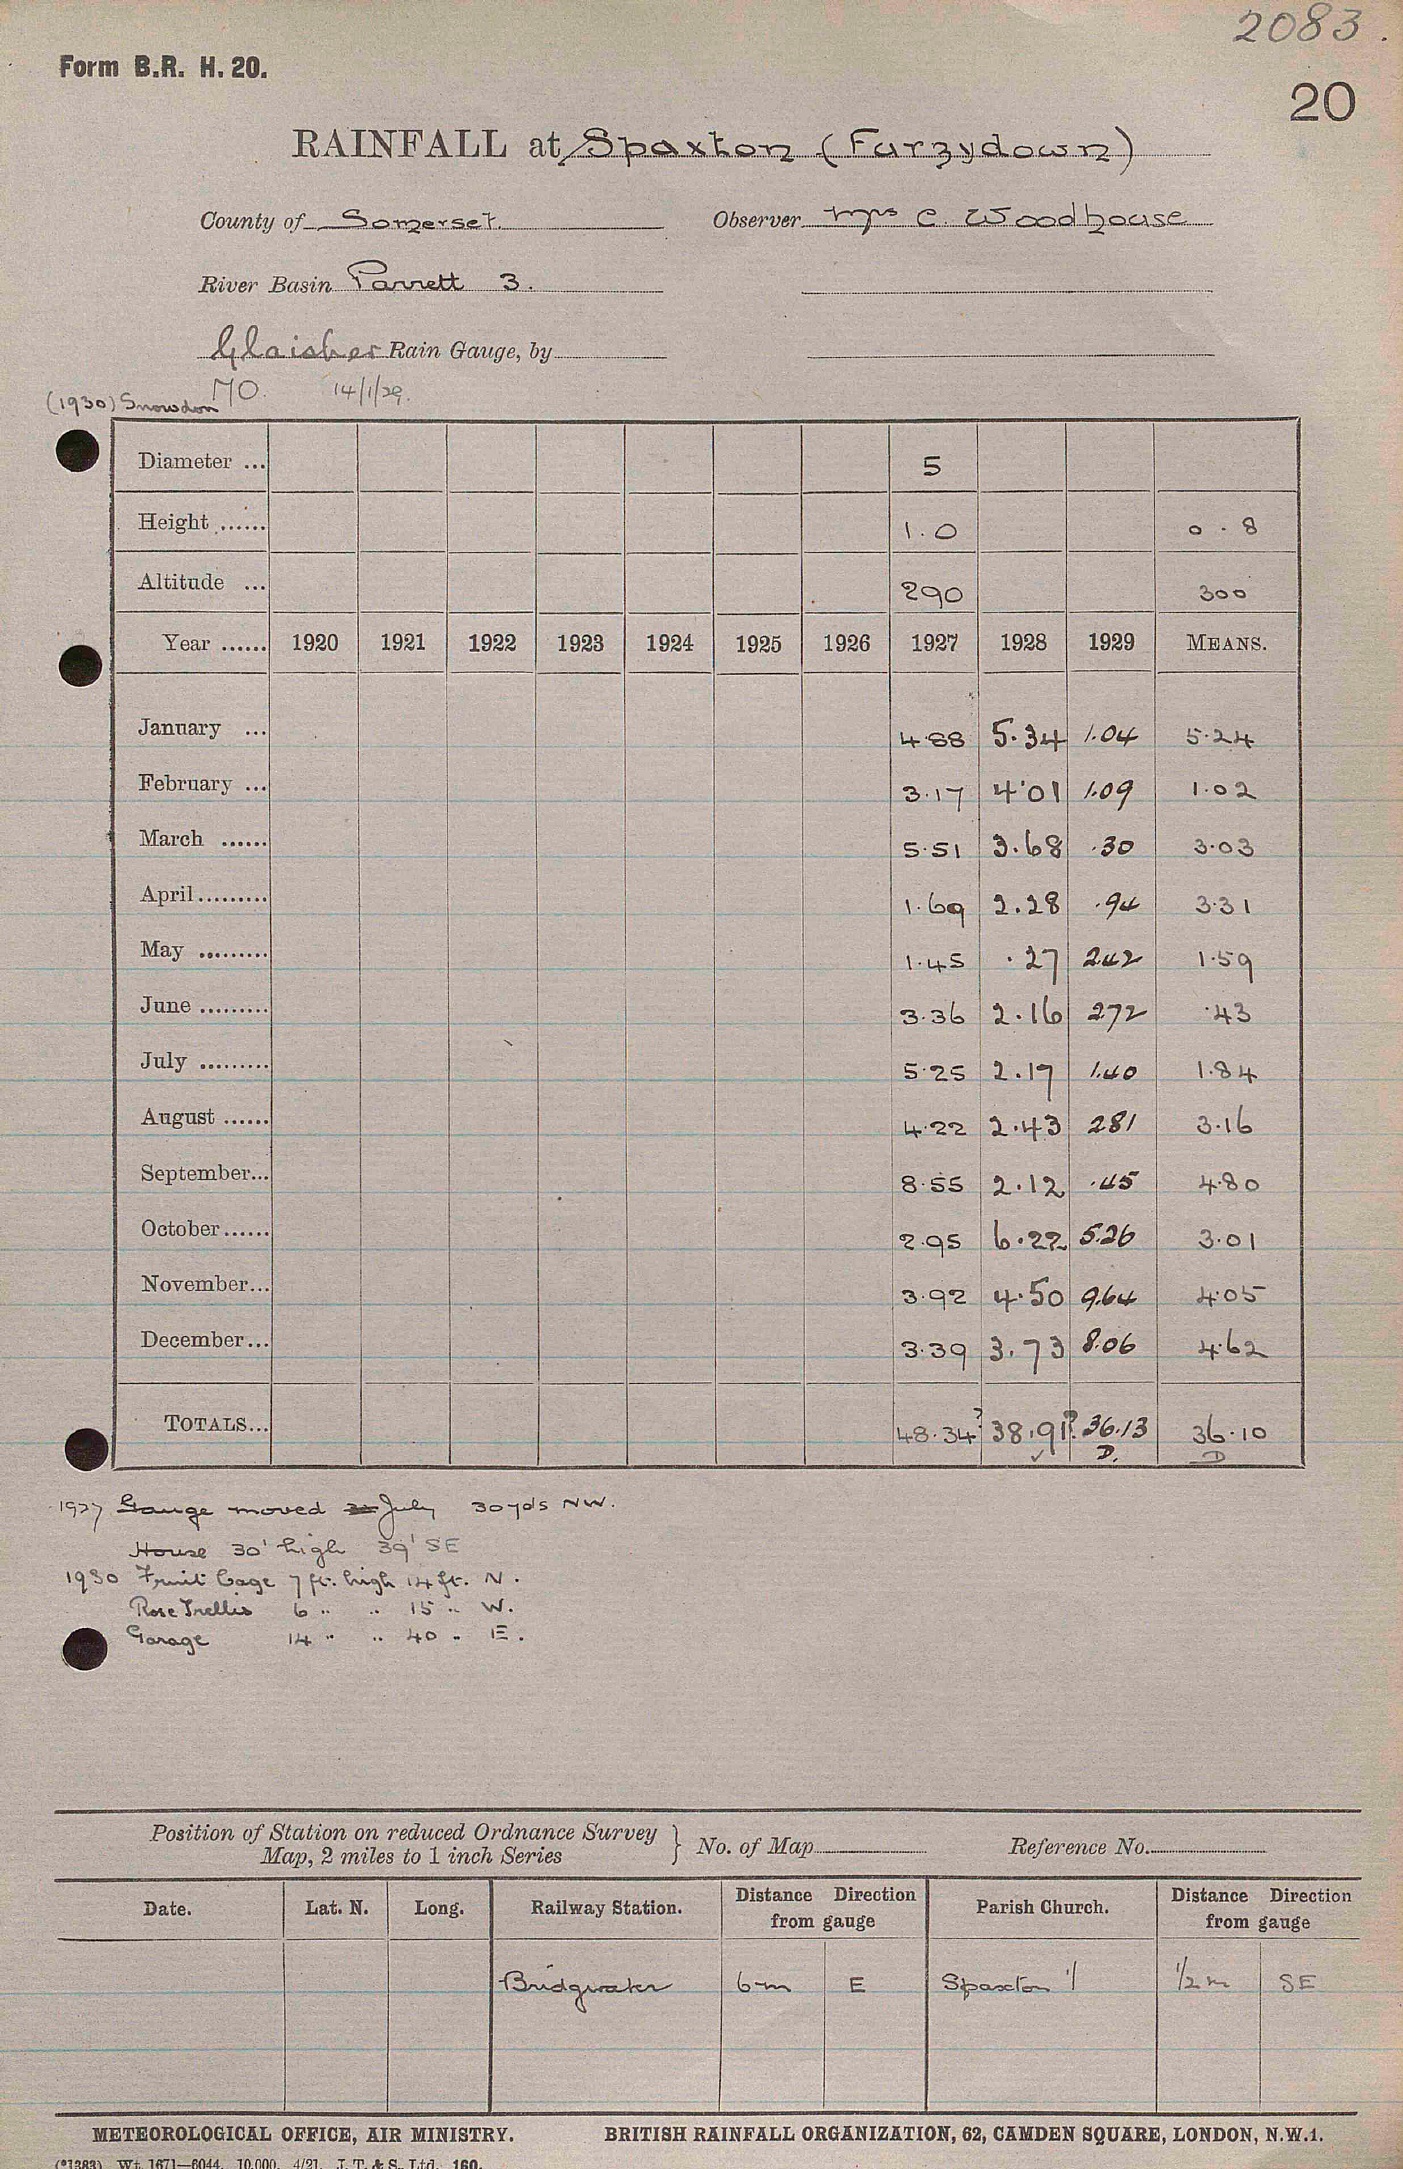 2083.
Form B.R. H. 20.
20
RAINFALL at Spaxton (Furzydown)
County of Somerset. Observer Mrs C. Woodhouse
River Basin Parrett 3.
Glaisher Rain Gauge, by
(1930) Snowdon MO. 14/1/29.
Diameter ... 5
Height ...... 1.0 0.8
Altitude ... 290 300
Year ...... 1920 1921 1922 1923 1924 1925 1926 1927 1928 1929 MEANS.
January ... 4.88 5.34 1.04 5.24
February ... 3.17 4.01 1.09 1.02
March ...... 5.51 3.68 .30 3.03
April ......... 1.69 2.28 .94 3.31
May ......... 1.45 .27 2.42 1.59
June ......... 3.36 2.16 272 .43
July ......... 5.25 2.17 1.40 1.84
August ...... 4.22 2.43 281 3.16
September... 8.55 2.12 .45 4.80
October ...... 2.95 6.22 5.26 3.01
November... 3.92 4.50 9.64 4.05
December... 3.39 3.73 8.06 4.62
TOTALS... 48.34? 38.91? 36.13 36.10
✓ D. D
1927 Gauge moved July 30 yds NW.
House 30' high 39' SE
1930 Fruit Cage 7 ft. high 14 ft. N.
Rose Trellis 6 " " 15 " W.
Garage 14 " " 40 " E.
Position of Station on reduced Ordnance Survey
Map, 2 miles to 1 inch Series } No. of Map Reference No.
Date. Lat. N. Long. Railway Station. Distance Direction from gauge Parish Church. Distance Direction from gauge
Bridgwater 6 m E Spaxton 1/2 m SE
METEOROLOGICAL OFFICE, AIR MINISTRY. BRITISH RAINFALL ORGANIZATION, 62, CAMDEN SQUARE, LONDON, N.W.1.
(*1383) Wt. 1671—6044. 10,000. 4/21. J. T. & S., Ltd. 160.